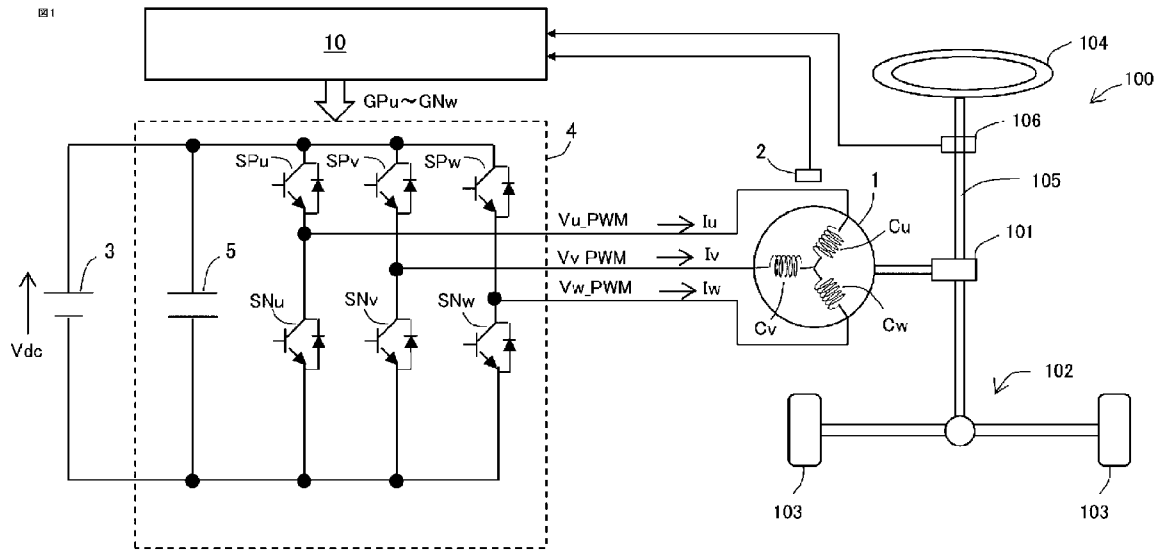 図1
10
104
100
GPu～GNw
106
4
SPu
SPv
SPw
2
1
105
Vu_PWM
Iu
Cu
101
3
5
Vv_PWM
Iv
Vw_PWM
Iw
SNu
SNv
SNw
Cv
Cw
Vdc
102
103
103